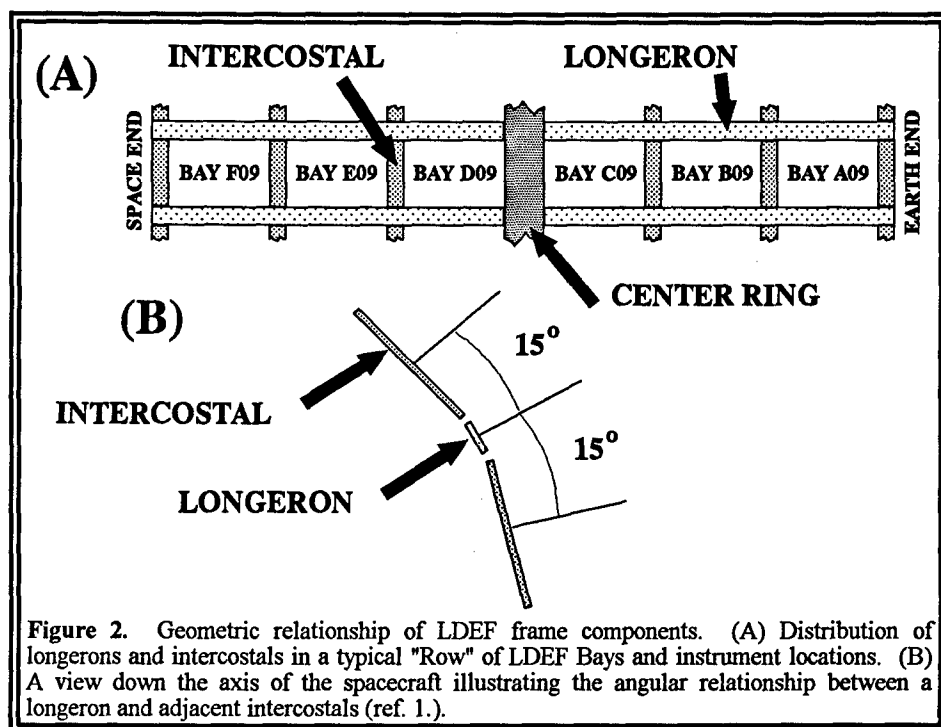 (A)
INTERCOSTAL
LONGERON
SPACE END
BAY F09
BAY E09
BAY D09
BAY C09
BAY B09
BAY A09
EARTH END
CENTER RING
(B)
15°
INTERCOSTAL
15°
LONGERON
Figure 2. Geometric relationship of LDEF frame components. (A) Distribution of
longerons and intercostals in a typical "Row" of LDEF Bays and instrument locations. (B)
A view down the axis of the spacecraft illustrating the angular relationship between a
longeron and adjacent intercostals (ref. 1.).